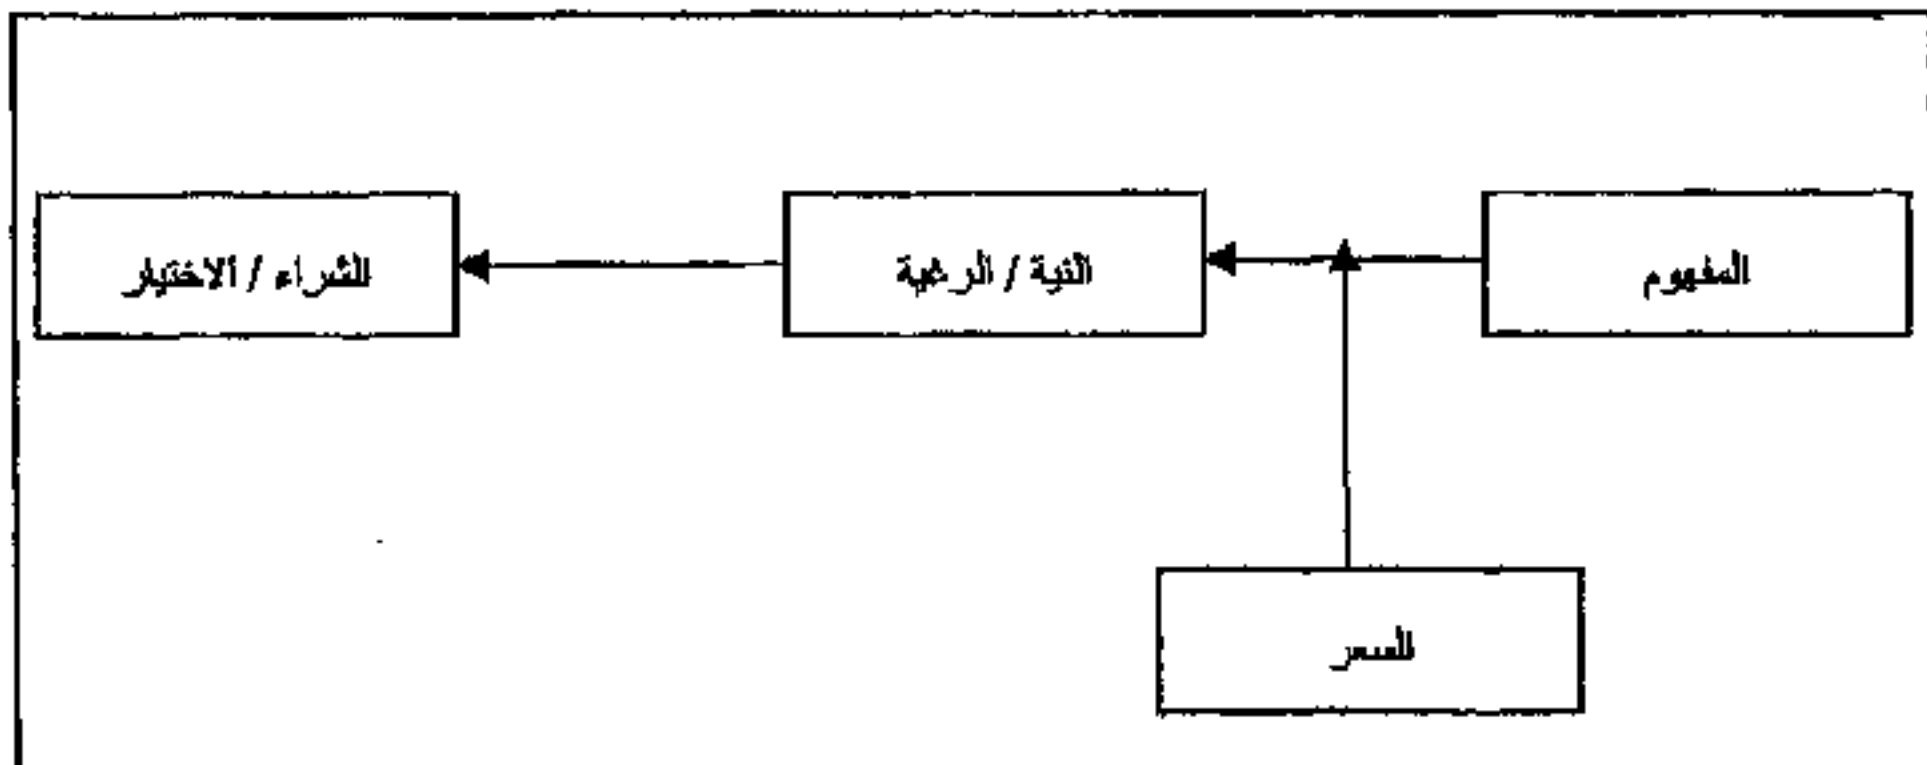 المفهوم
النية / الرغبة
الشراء / الاختيار
السعر